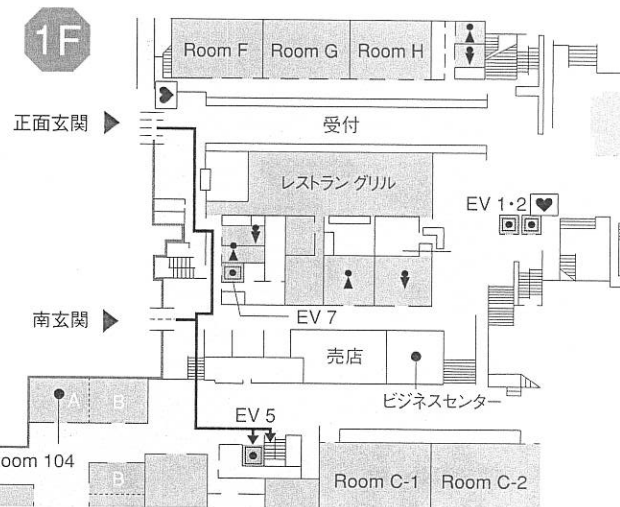 1F
Room F
Room G
Room H
正面玄関
受付
レストラン グリル
EV 1・2
EV 7
南玄関
売店
ビジネスセンター
A
B
EV 5
oom 104
B
Room C-1
Room C-2